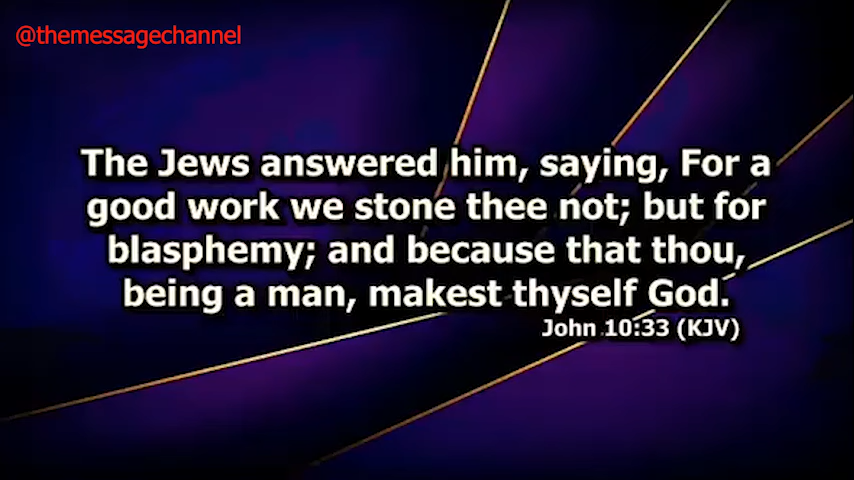 @themessagechannel
The Jews answered him, saying, For a
good work we stone thee not; but for
blasphemy; and because that thou,
being a man, makest thyself God.
John 10:33 (KJV)